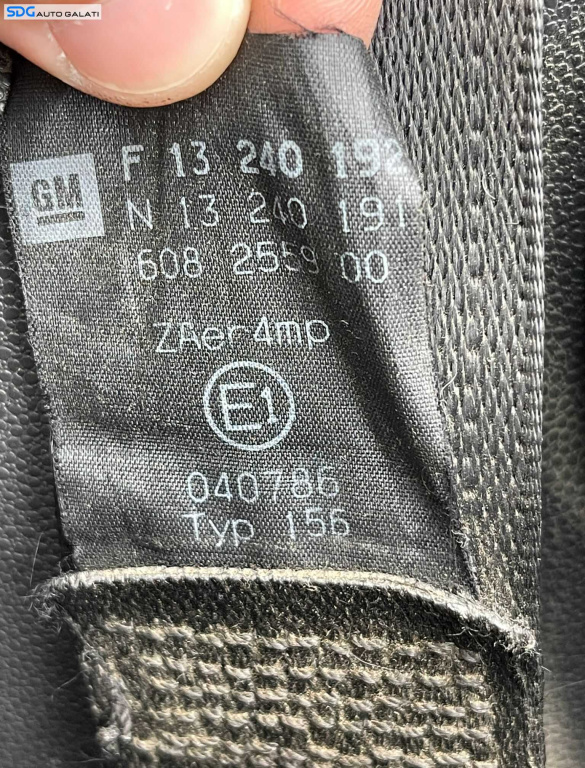 SDG AUTO GALATI
GM
F 13 240 192
N 13 240 191
608 2559 00
ZAer4mp
E1
040786
Typ 156